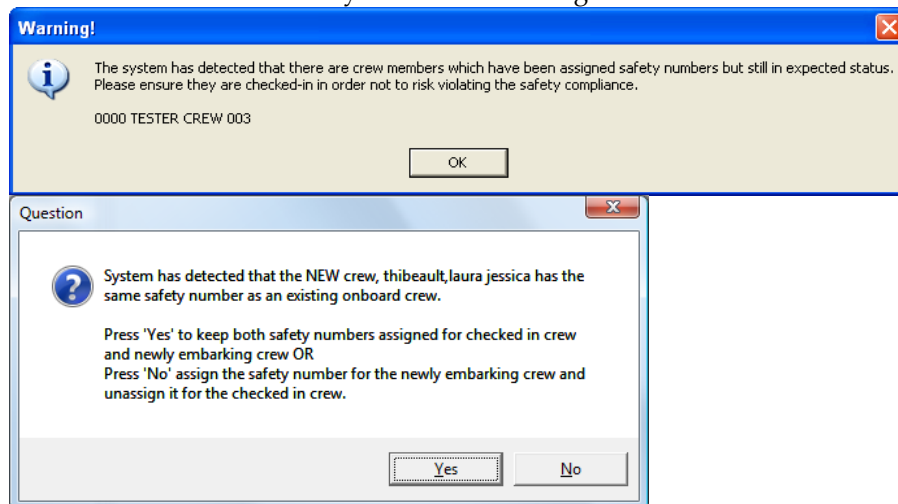 Warning!
The system has detected that there are crew members which have been assigned safety numbers but still in expected status.
Please ensure they are checked-in in order not to risk violating the safety compliance.
0000 TESTER CREW 003
OK
Question
System has detected that the NEW crew, thibeault,laura jessica has the
same safety number as an existing onboard crew.
Press 'Yes' to keep both safety numbers assigned for checked in crew
and newly embarking crew OR
Press 'No' assign the safety number for the newly embarking crew and
unassign it for the checked in crew.
Yes
No